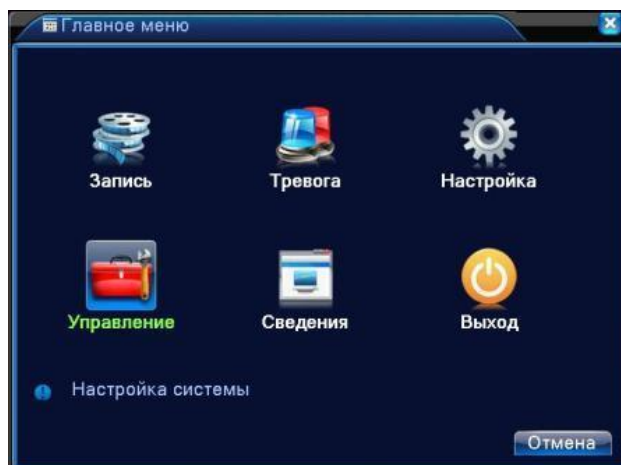 Главное меню
Запись Тревога Настройка
Управление Сведения Выход
Настройка системы
Отмена